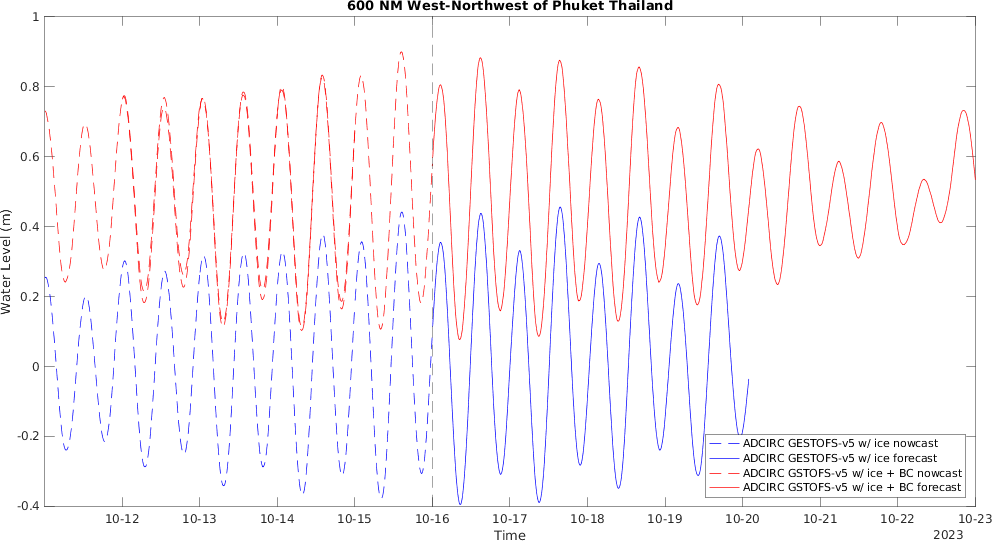 600 NM West-Northwest of Phuket Thailand
Water Level (m)
1
0.8
0.6
0.4
0.2
0
-0.2
-0.4
ADCIRC GESTOFS-v5 w/ ice nowcast
ADCIRC GESTOFS-v5 w/ ice forecast
ADCIRC GSTOFS-v5 w/ ice + BC nowcast
ADCIRC GSTOFS-v5 w/ ice + BC forecast
10-12 10-13 10-14 10-15 10-16 10-17 10-18 10-19 10-20 10-21 10-22 10-23
Time
2023